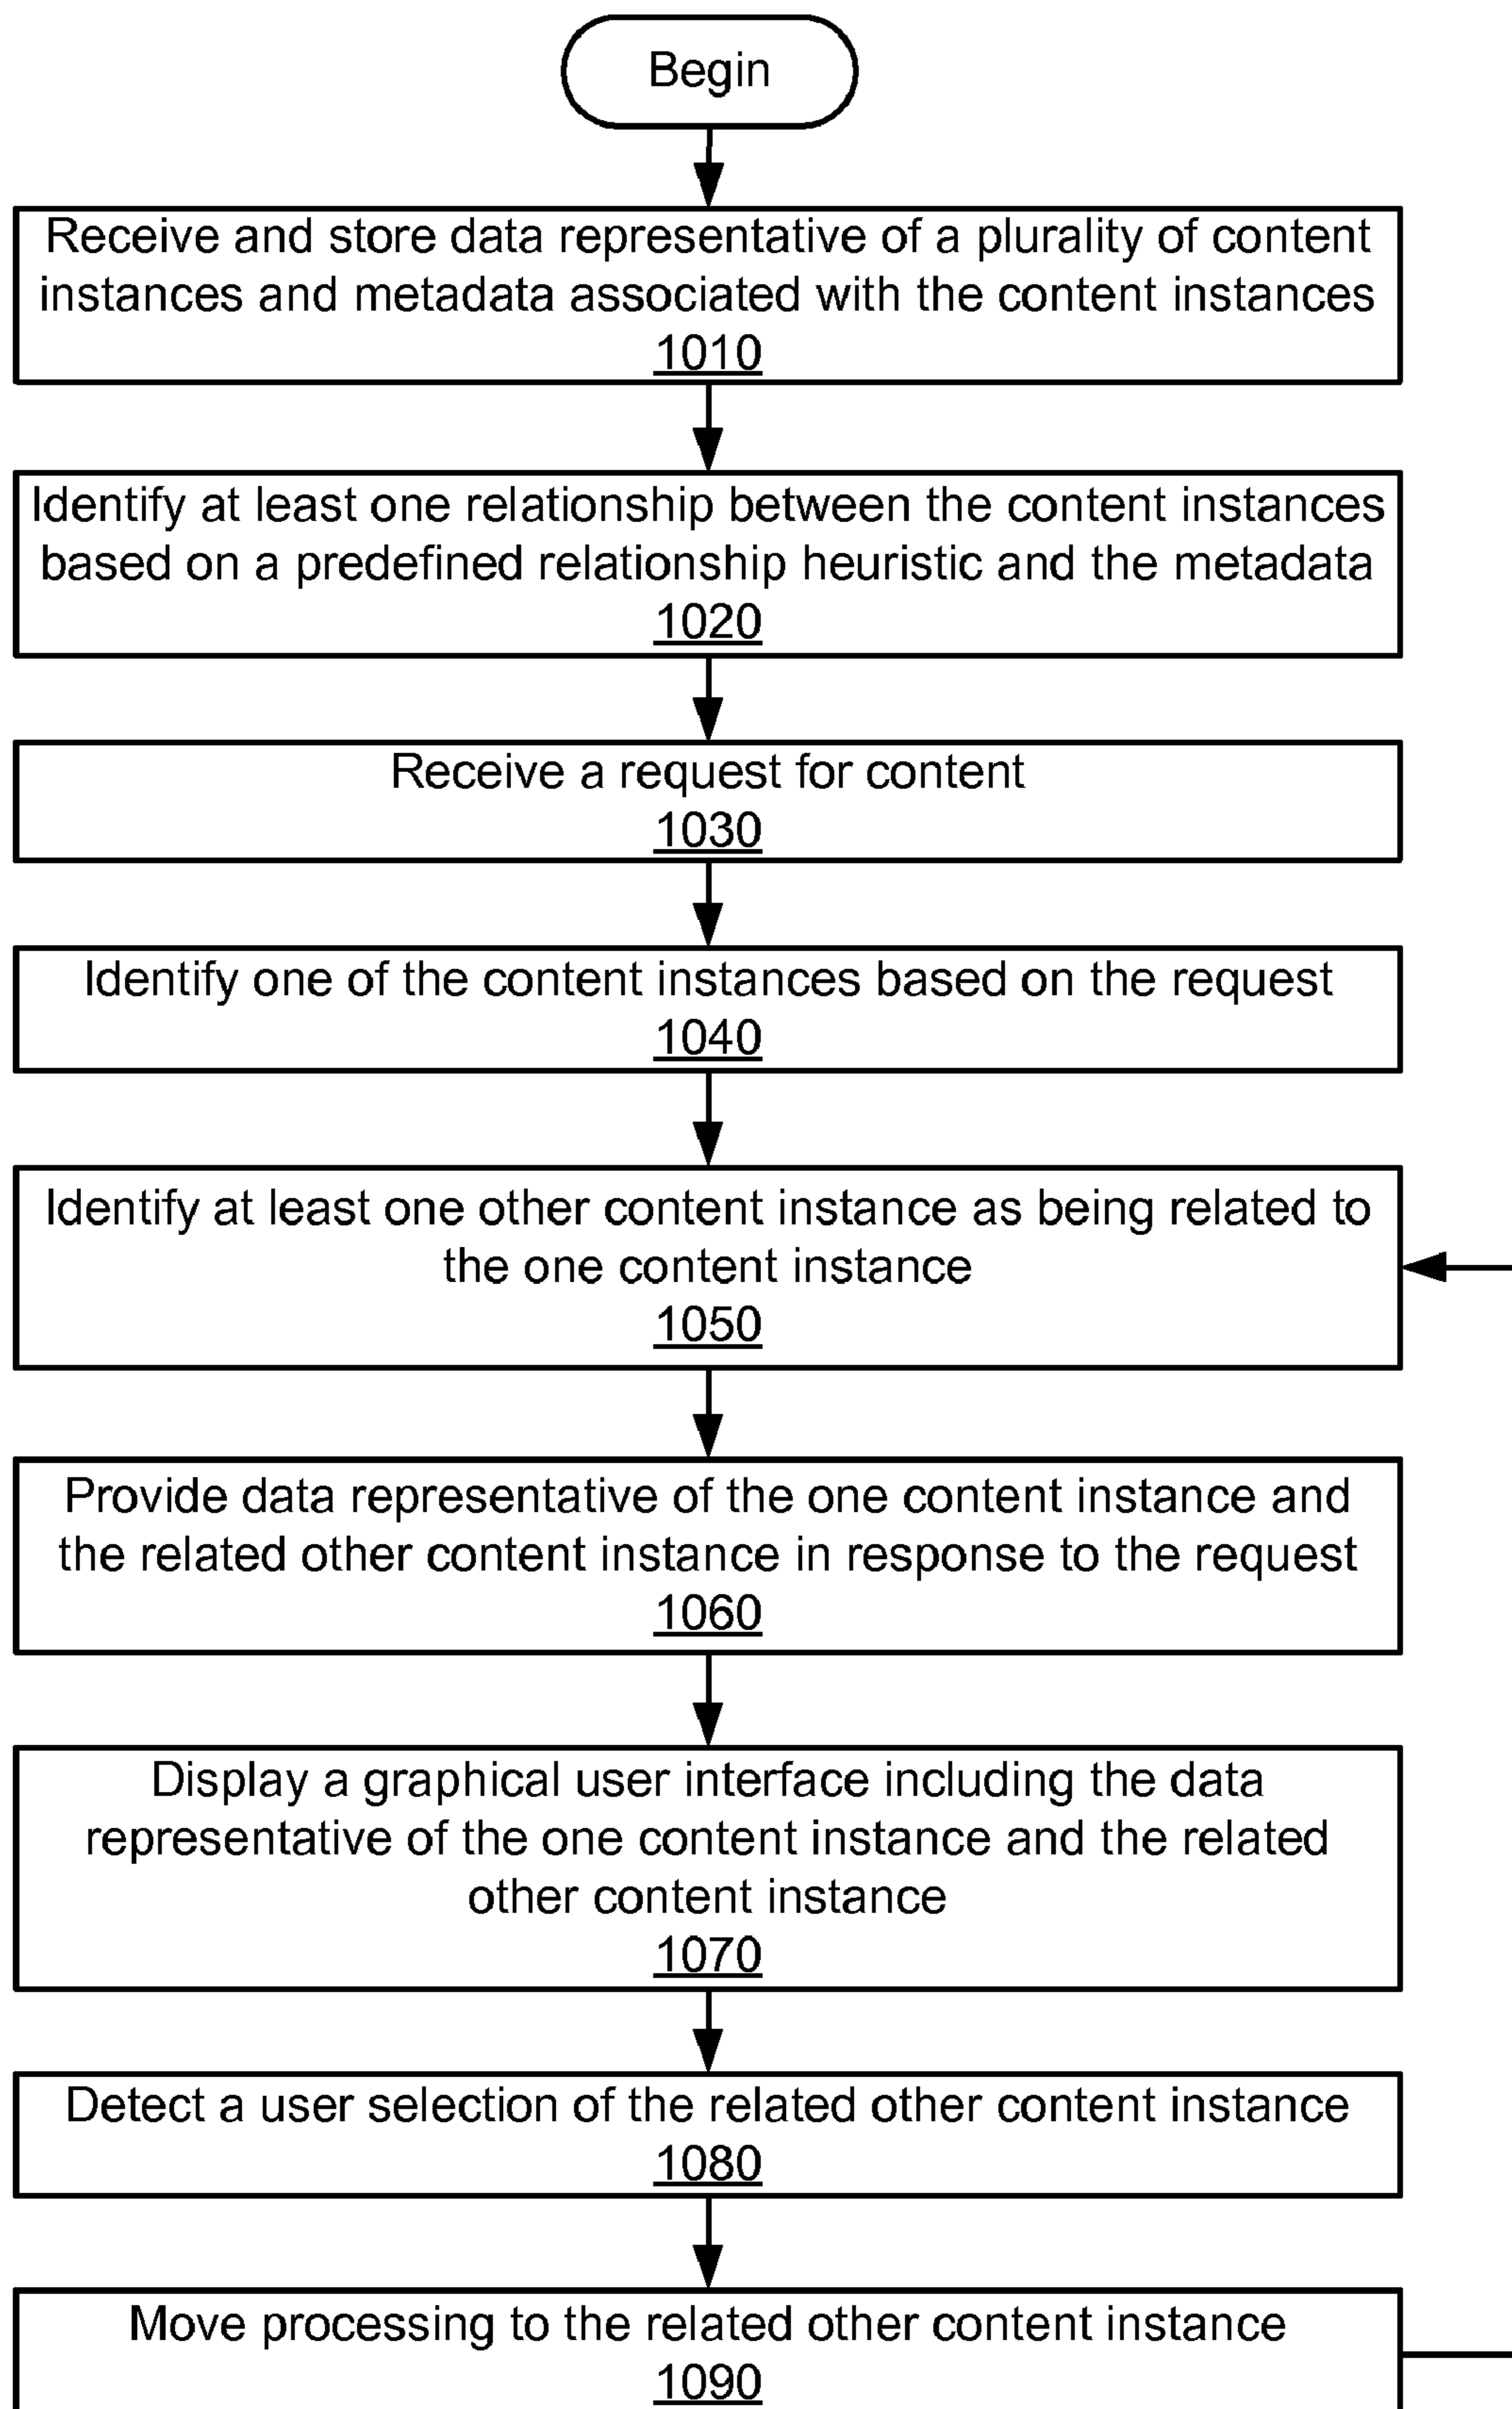 Begin
Receive and store data representative of a plurality of content
instances and metadata associated with the content instances
1010
Identify at least one relationship between the content instances
based on a predefined relationship heuristic and the metadata
1020
Receive a request for content
1030
Identify one of the content instances based on the request
1040
Identify at least one other content instance as being related to
the one content instance
1050
Provide data representative of the one content instance and
the related other content instance in response to the request
1060
Display a graphical user interface including the data
representative of the one content instance and the related
other content instance
1070
Detect a user selection of the related other content instance
1080
Move processing to the related other content instance
1090